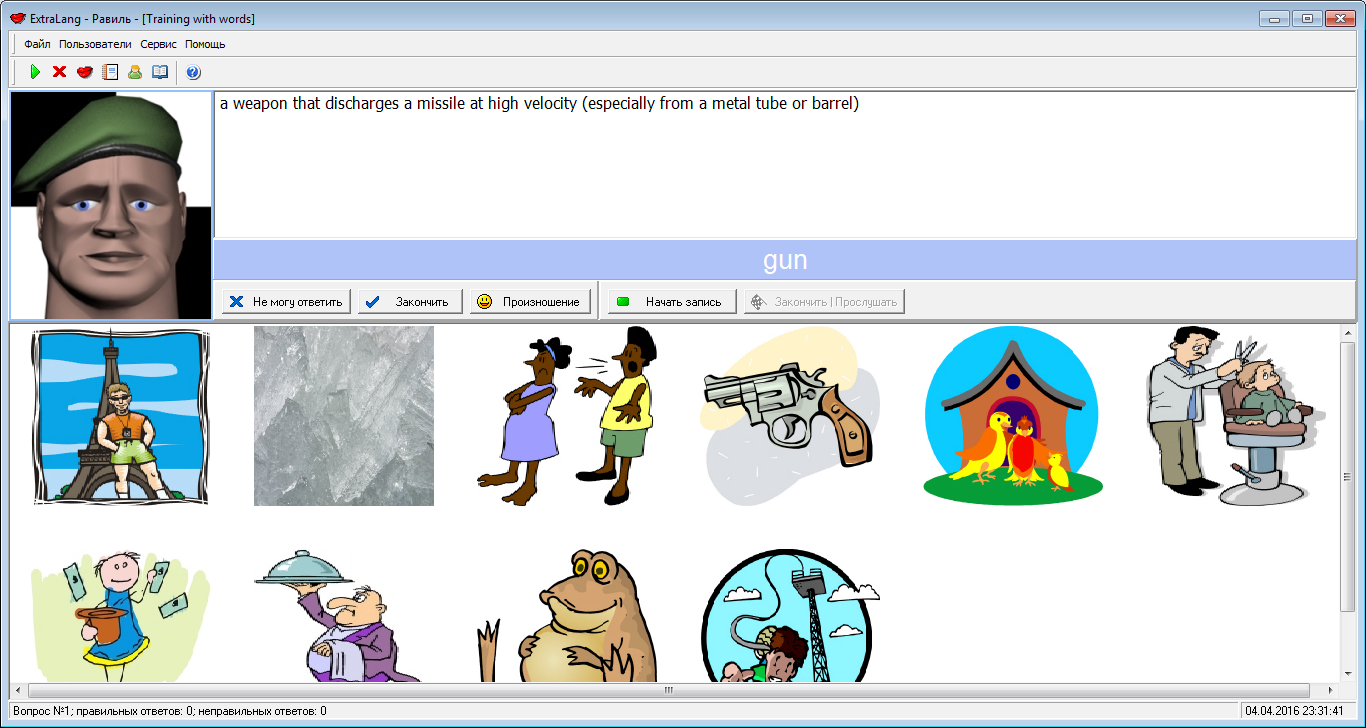 ExtraLang - Равиль - [Training with words]
Файл Пользователи Сервис Помощь
a weapon that discharges a missile at high velocity (especially from a metal tube or barrel)
gun
Не могу ответить Закончить Произношение Начать запись Закончить | Прослушать
Вопрос №1; правильных ответов: 0; неправильных ответов: 0 04.04.2016 23:31:41